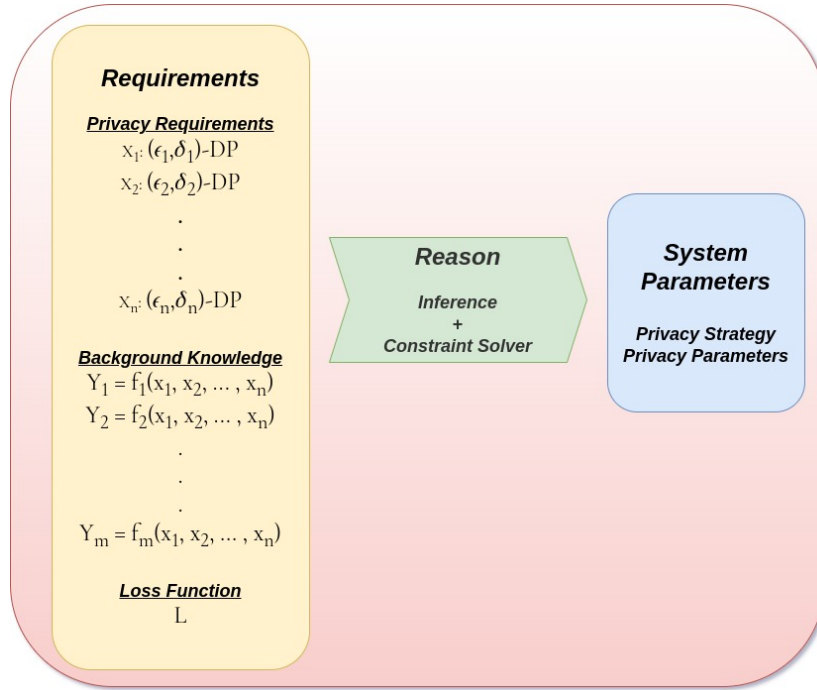 Requirements
Privacy Requirements
x₁: (ϵ₁,δ₁)-DP
x₂: (ϵ₂,δ₂)-DP
.
.
.
xₙ: (ϵₙ,δₙ)-DP
Background Knowledge
Y₁ = f₁(x₁, x₂, ... , xₙ)
Y₂ = f₂(x₁, x₂, ... , xₙ)
.
.
.
Yₘ = fₘ(x₁, x₂, ... , xₙ)
Loss Function
L
Reason
Inference
+
Constraint Solver
System
Parameters
Privacy Strategy
Privacy Parameters